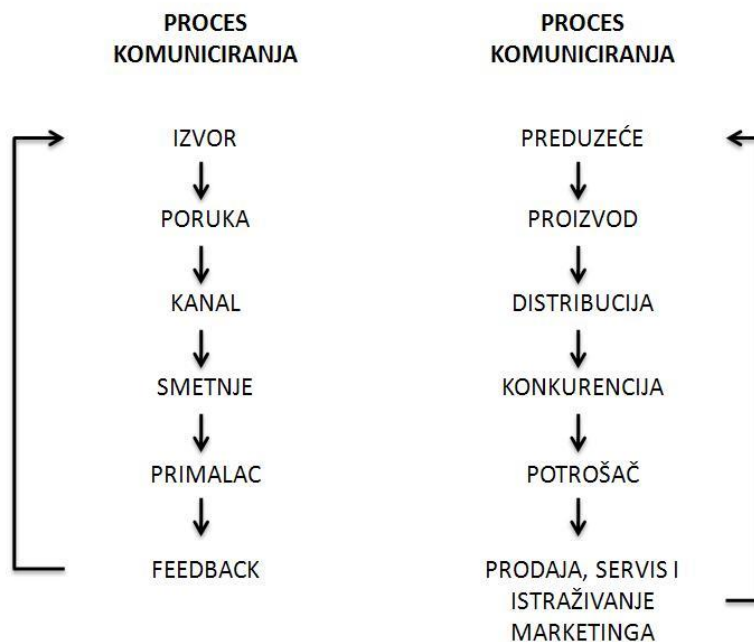 PROCES
KOMUNICIRANJA
IZVOR
PORUKA
KANAL
SMETNJE
PRIMALAC
FEEDBACK
PROCES
KOMUNICIRANJA
PREDUZEĆE
PROIZVOD
DISTRIBUCIJA
KONKURENCIJA
POTROŠAČ
PRODAJA, SERVIS I
ISTRAŽIVANJE
MARKETINGA